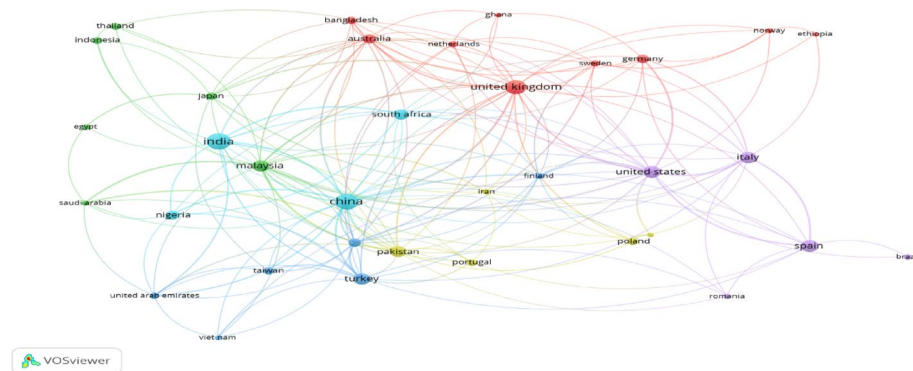 ghana
bangladesh
thailand
norway
ethiopia
indonesia
australia
netherlands
sweden
germany
united kingdom
japan
south africa
egypt
india
malaysia
italy
united states
finland
iran
saudi-arabia
china
nigeria
poland
spain
pakistan
portugal
taiwan
turkey
united arab emirates
romania
vietnam
VOSviewer